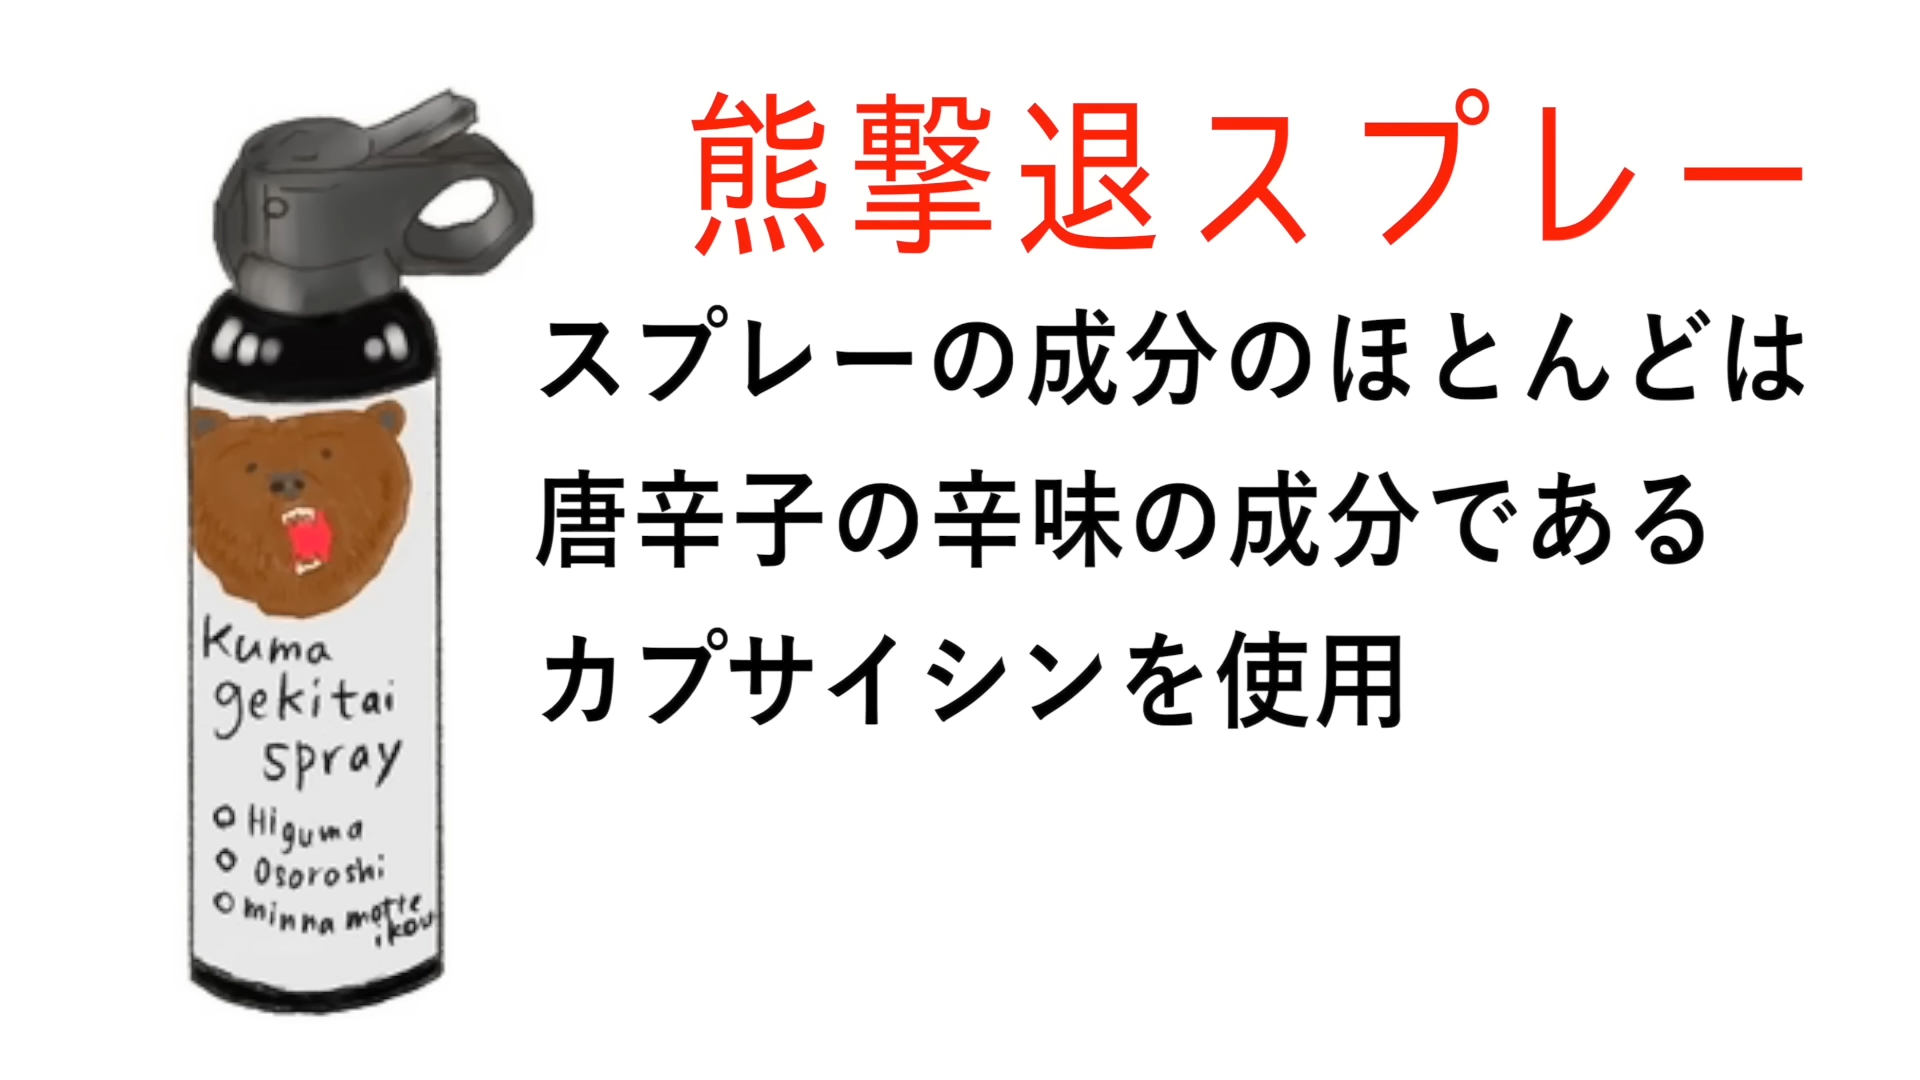 熊撃退スプレー
スプレーの成分のほとんどは
唐辛子の辛味の成分である
カプサイシンを使用
Kuma
gekitai
spray
○ Higuma
○ Osoroshi
○ minna motte
ikou